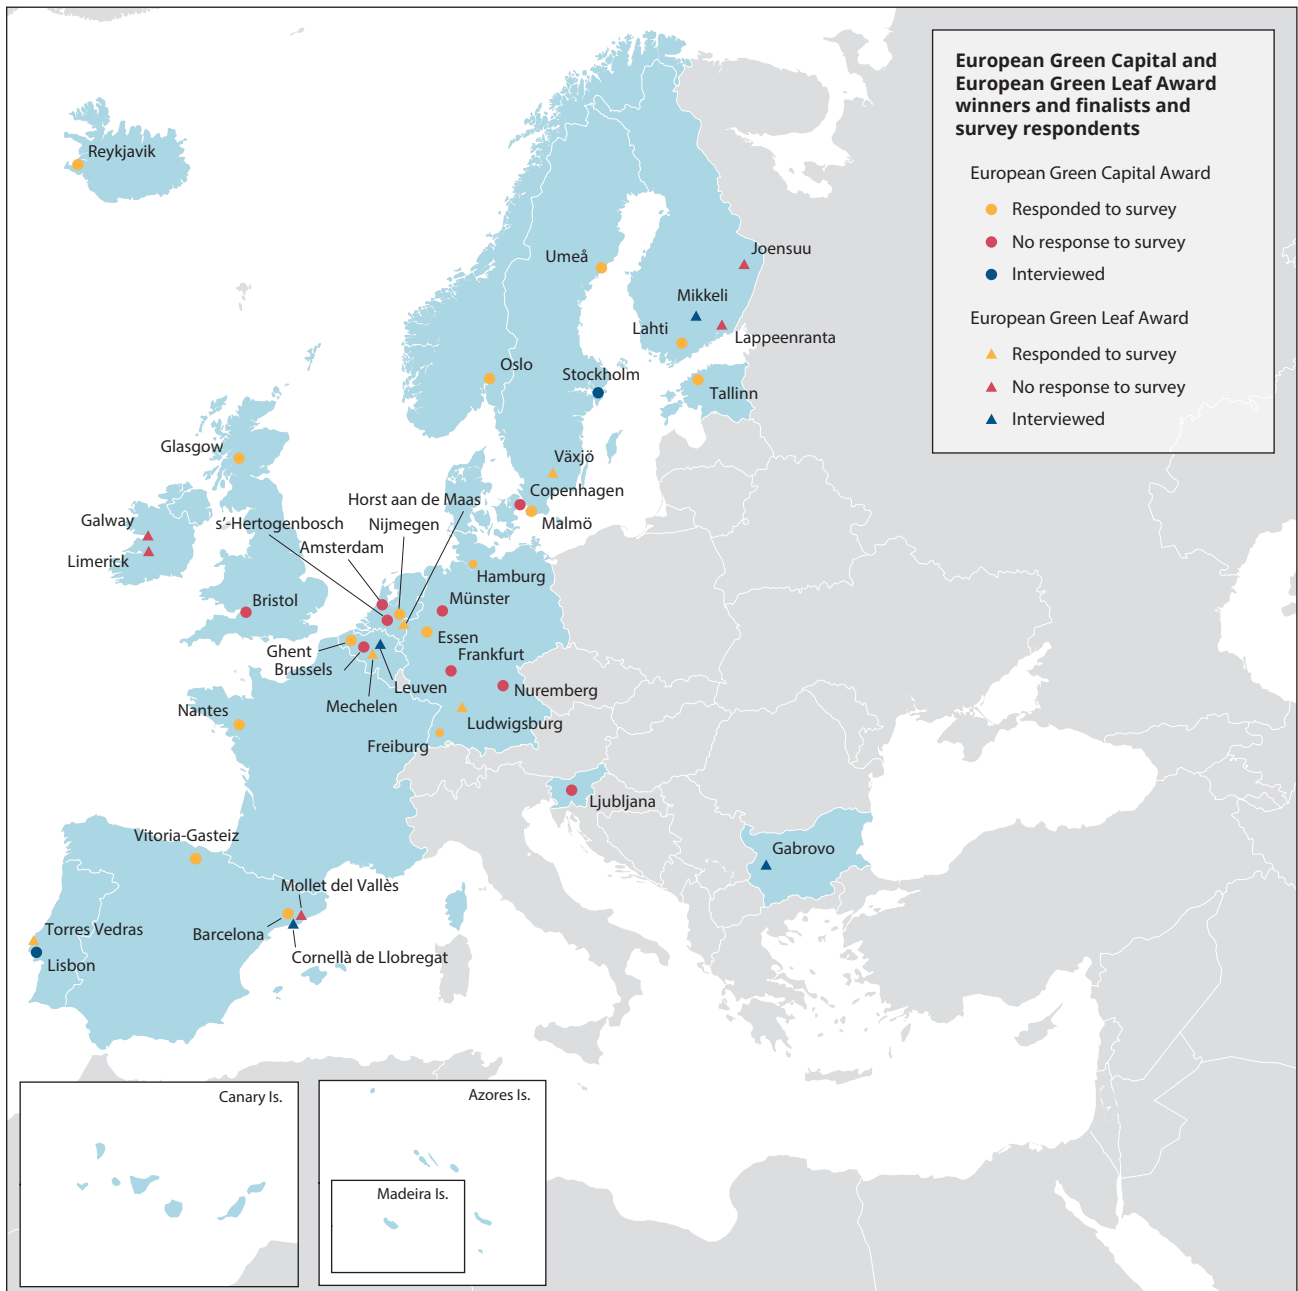 European Green Capital and
European Green Leaf Award
winners and finalists and
survey respondents
European Green Capital Award
Responded to survey
No response to survey
Interviewed
European Green Leaf Award
Responded to survey
No response to survey
Interviewed
Reykjavik
Joensuu
Umeå
Mikkeli
Lahti
Lappeenranta
Oslo
Stockholm
Tallinn
Glasgow
Växjö
Copenhagen
Horst aan de Maas
Galway
s'-Hertogenbosch
Nijmegen
Malmö
Amsterdam
Limerick
Hamburg
Bristol
Münster
Essen
Ghent
Frankfurt
Brussels
Leuven
Nuremberg
Mechelen
Nantes
Ludwigsburg
Freiburg
Ljubljana
Vitoria-Gasteiz
Gabrovo
Mollet del Vallès
Torres Vedras
Barcelona
Cornellà de Llobregat
Lisbon
Canary Is.
Azores Is.
Madeira Is.